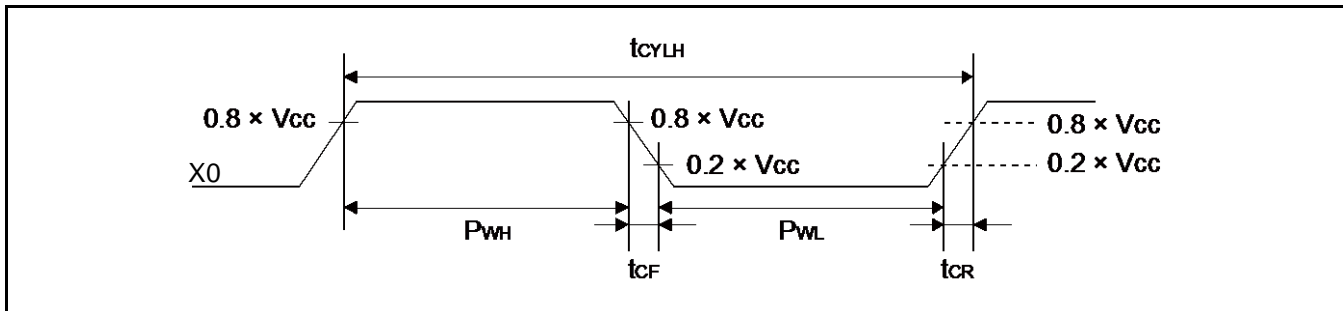 tCYLH
0.8 × VCC
0.8 × VCC
0.8 × VCC
0.2 × VCC
0.2 × VCC
X0
PWH
PWL
tCF
tCR